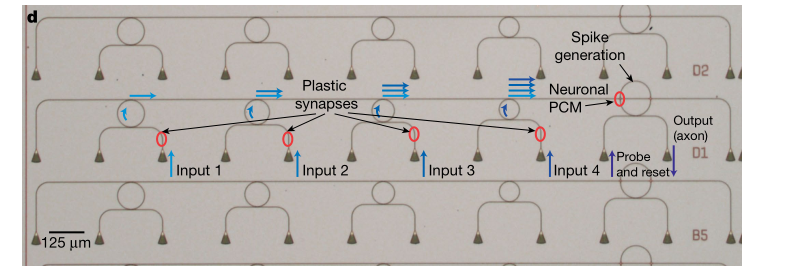 d
Spike
generation
D2
Plastic
synapses
Neuronal
PCM
Output
(axon)
D1
Input 1
Input 2
Input 3
Input 4
Probe
and reset
B5
125 μm